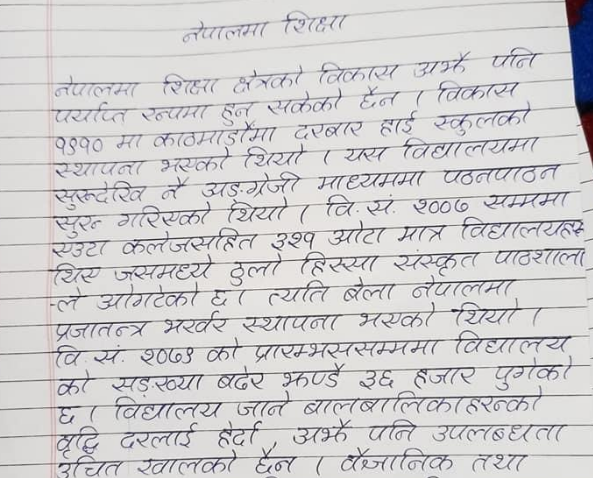 नेपालमा शिक्षा
नेपालमा शिक्षा क्षेत्रको विकास अझै पनि
पर्याप्त रुपमा हुन सकेको छैन । विकास
१९१० मा काठमाडौंमा दरबार हाई स्कुलको
स्थापना भएको थियो । यस विद्यालयमा
सुरुदेखि नै अङग्रेजी माध्यममा पठनपाठन
सुरु गरिएको थियो । वि.सं. २००७ सम्ममा
एउटा कलेजसहित ३२१ ओटा मात्र विद्यालयहरू
थिए जसमध्ये ठुलो हिस्सा संस्कृत पाठशाला
-ले ओगटेको छ । त्यति बेला नेपालमा
प्रजातन्त्र भर्खर स्थापना भएको थियो ।
वि.सं. २०७३ को प्रारम्भससम्ममा विद्यालय
को सङख्या बढेर झण्डै ३६ हजार पुगेको
छ । विद्यालय जाने बालबालिकाहरुको
वृद्धि दरलाई हेर्दा , अझै पनि उपलब्धता
उचित खालको छैन । वैज्ञानिक तथा